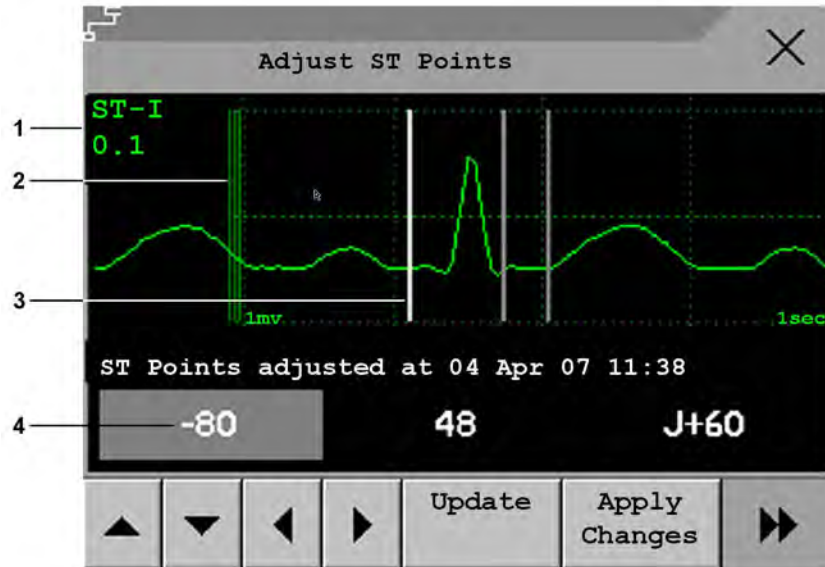 Adjust ST Points
1
ST-I
0.1
2
3
1mv
1sec
ST Points adjusted at 04 Apr 07 11:38
4
-80 48 J+60
Update Apply
Changes